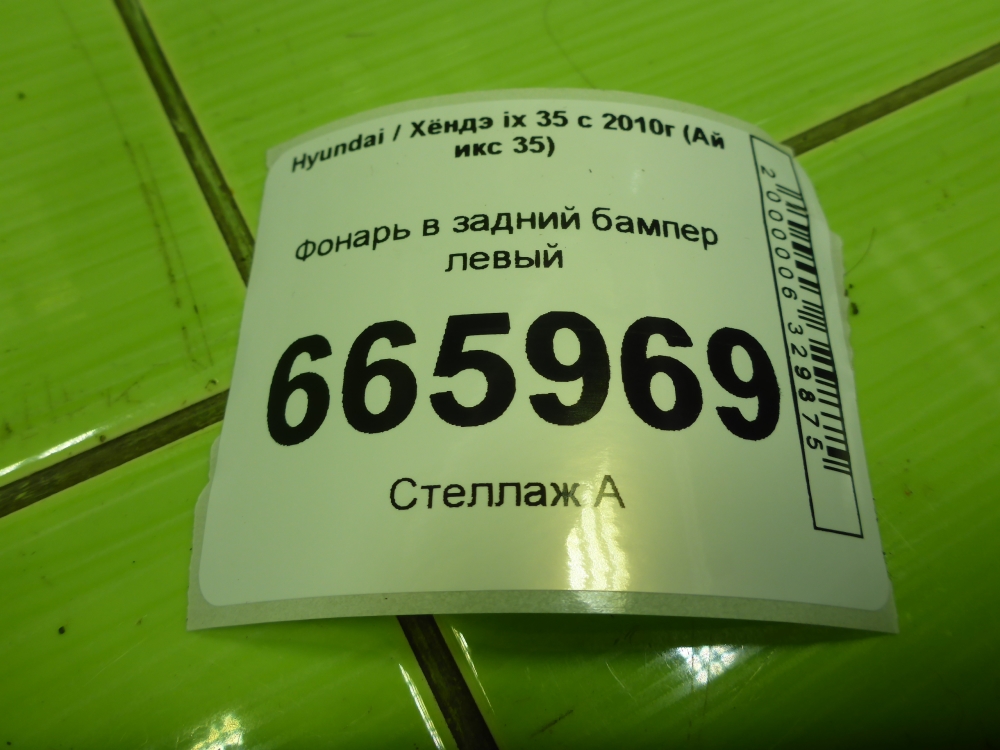 Hyundai / Хёндэ ix 35 с 2010г (Ай
икс 35)
Фонарь в задний бампер
левый
665969
Стеллаж А
2000006329875